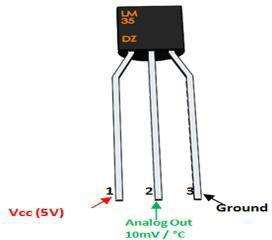 LM
35
DZ
1 2 3
Vcc (5V)
Analog Out
10mV / °C
Ground